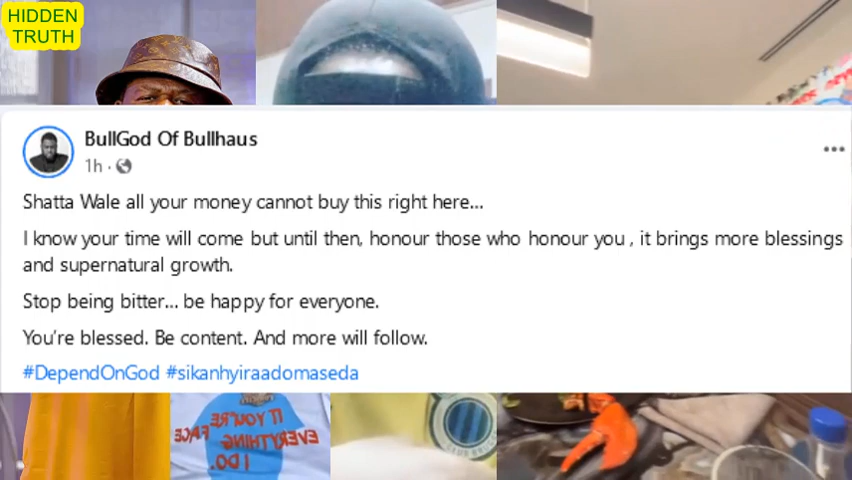 HIDDEN
TRUTH
BullGod Of Bullhaus
1h ·
Shatta Wale all your money cannot buy this right here...
I know your time will come but until then, honour those who honour you , it brings more blessings
and supernatural growth.
Stop being bitter... be happy for everyone.
You're blessed. Be content. And more will follow.
#DependOnGod #sikanhyiraadomaseda
IT YOU'RE
FACE
EVERYTHING
I DO.